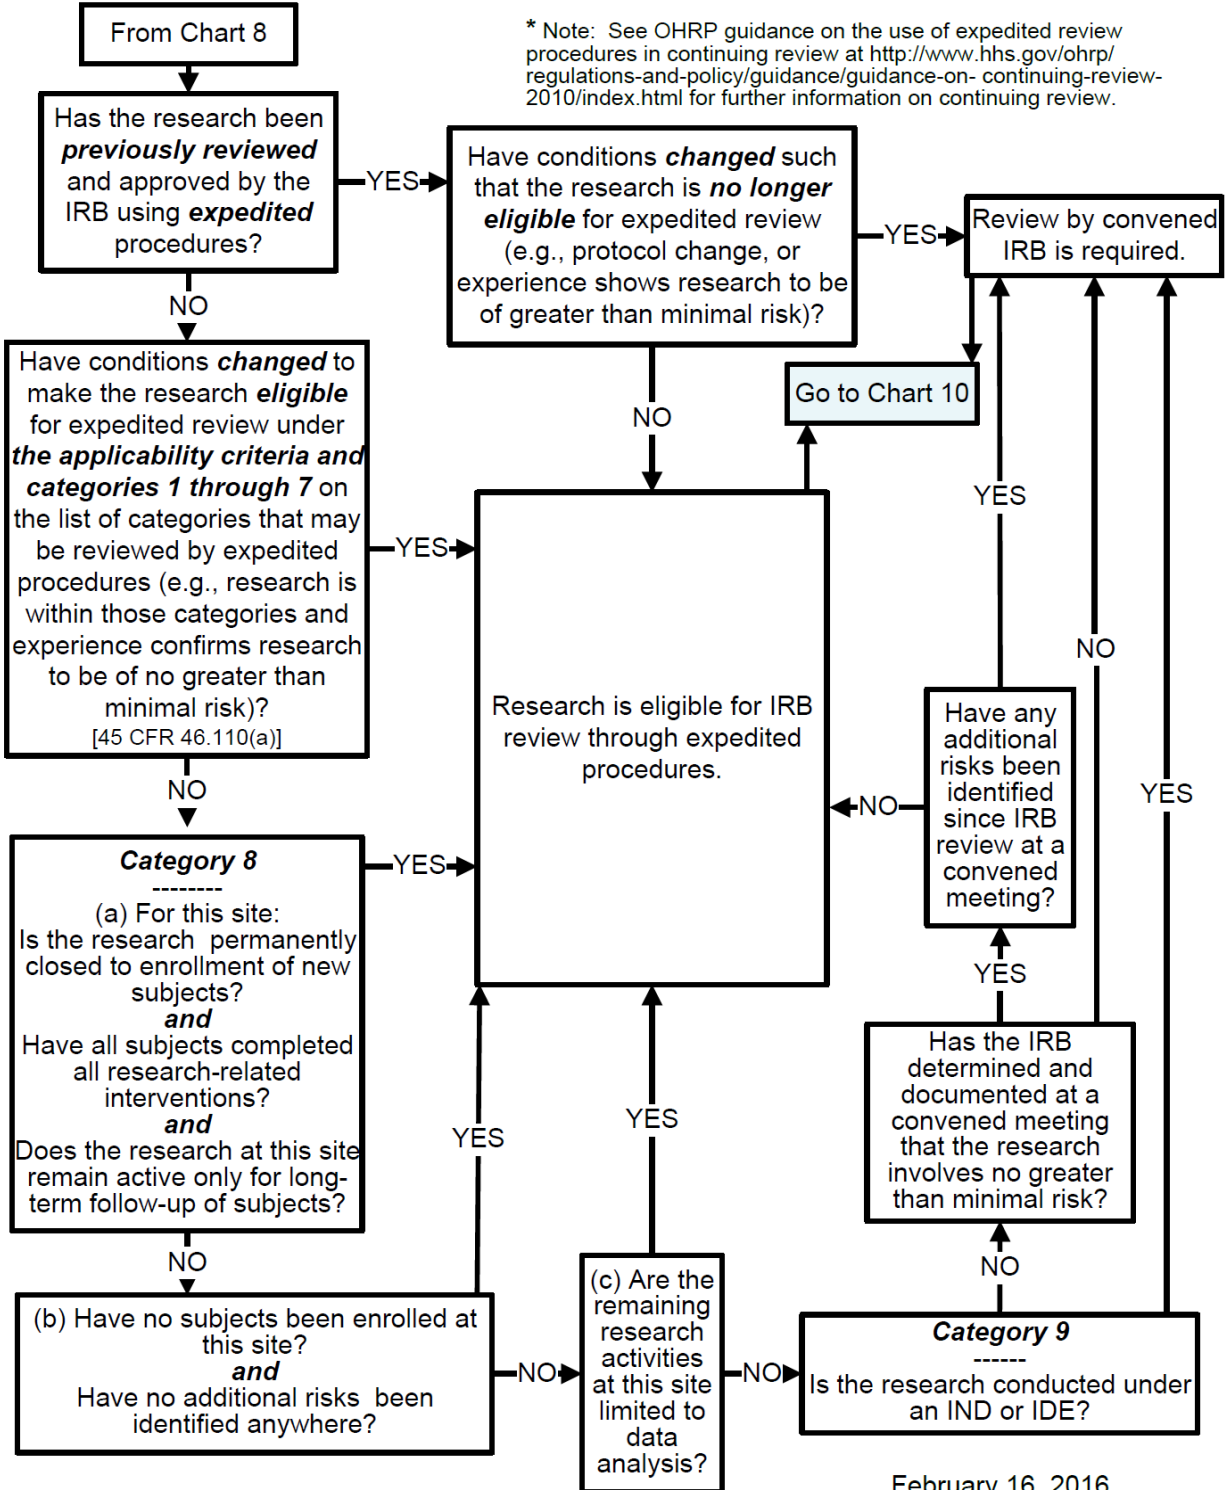 From Chart 8
* Note:  See OHRP guidance on the use of expedited review
procedures in continuing review at http://www.hhs.gov/ohrp/
regulations-and-policy/guidance/guidance-on- continuing-review-
2010/index.html for further information on continuing review.
Has the research been
previously reviewed
and approved by the
IRB using expedited
procedures?
YES
Have conditions changed such
that the research is no longer
eligible for expedited review
(e.g., protocol change, or
experience shows research to be
of greater than minimal risk)?
YES
Review by convened
IRB is required.
NO
NO
Go to Chart 10
Have conditions changed to
make the research eligible
for expedited review under
the applicability criteria and
categories 1 through 7 on
the list of categories that may
be reviewed by expedited
procedures (e.g., research is
within those categories and
experience confirms research
to be of no greater than
minimal risk)?
[45 CFR 46.110(a)]
YES
Research is eligible for IRB
review through expedited
procedures.
YES
NO
YES
Have any
additional
risks been
identified
since IRB
review at a
convened
meeting?
NO
NO
Category 8
--------
(a) For this site:
Is the research  permanently
closed to enrollment of new
subjects?
and
Have all subjects completed
all research-related
interventions?
and
Does the research at this site
remain active only for long-
term follow-up of subjects?
YES
YES
Has the IRB
determined and
documented at a
convened meeting
that the research
involves no greater
than minimal risk?
YES
YES
NO
NO
(b) Have no subjects been enrolled at
this site?
and
Have no additional risks  been
identified anywhere?
NO
(c) Are the
remaining
research
activities
at this site
limited to
data
analysis?
NO
Category 9
------
Is the research conducted under
an IND or IDE?
February 16, 2016